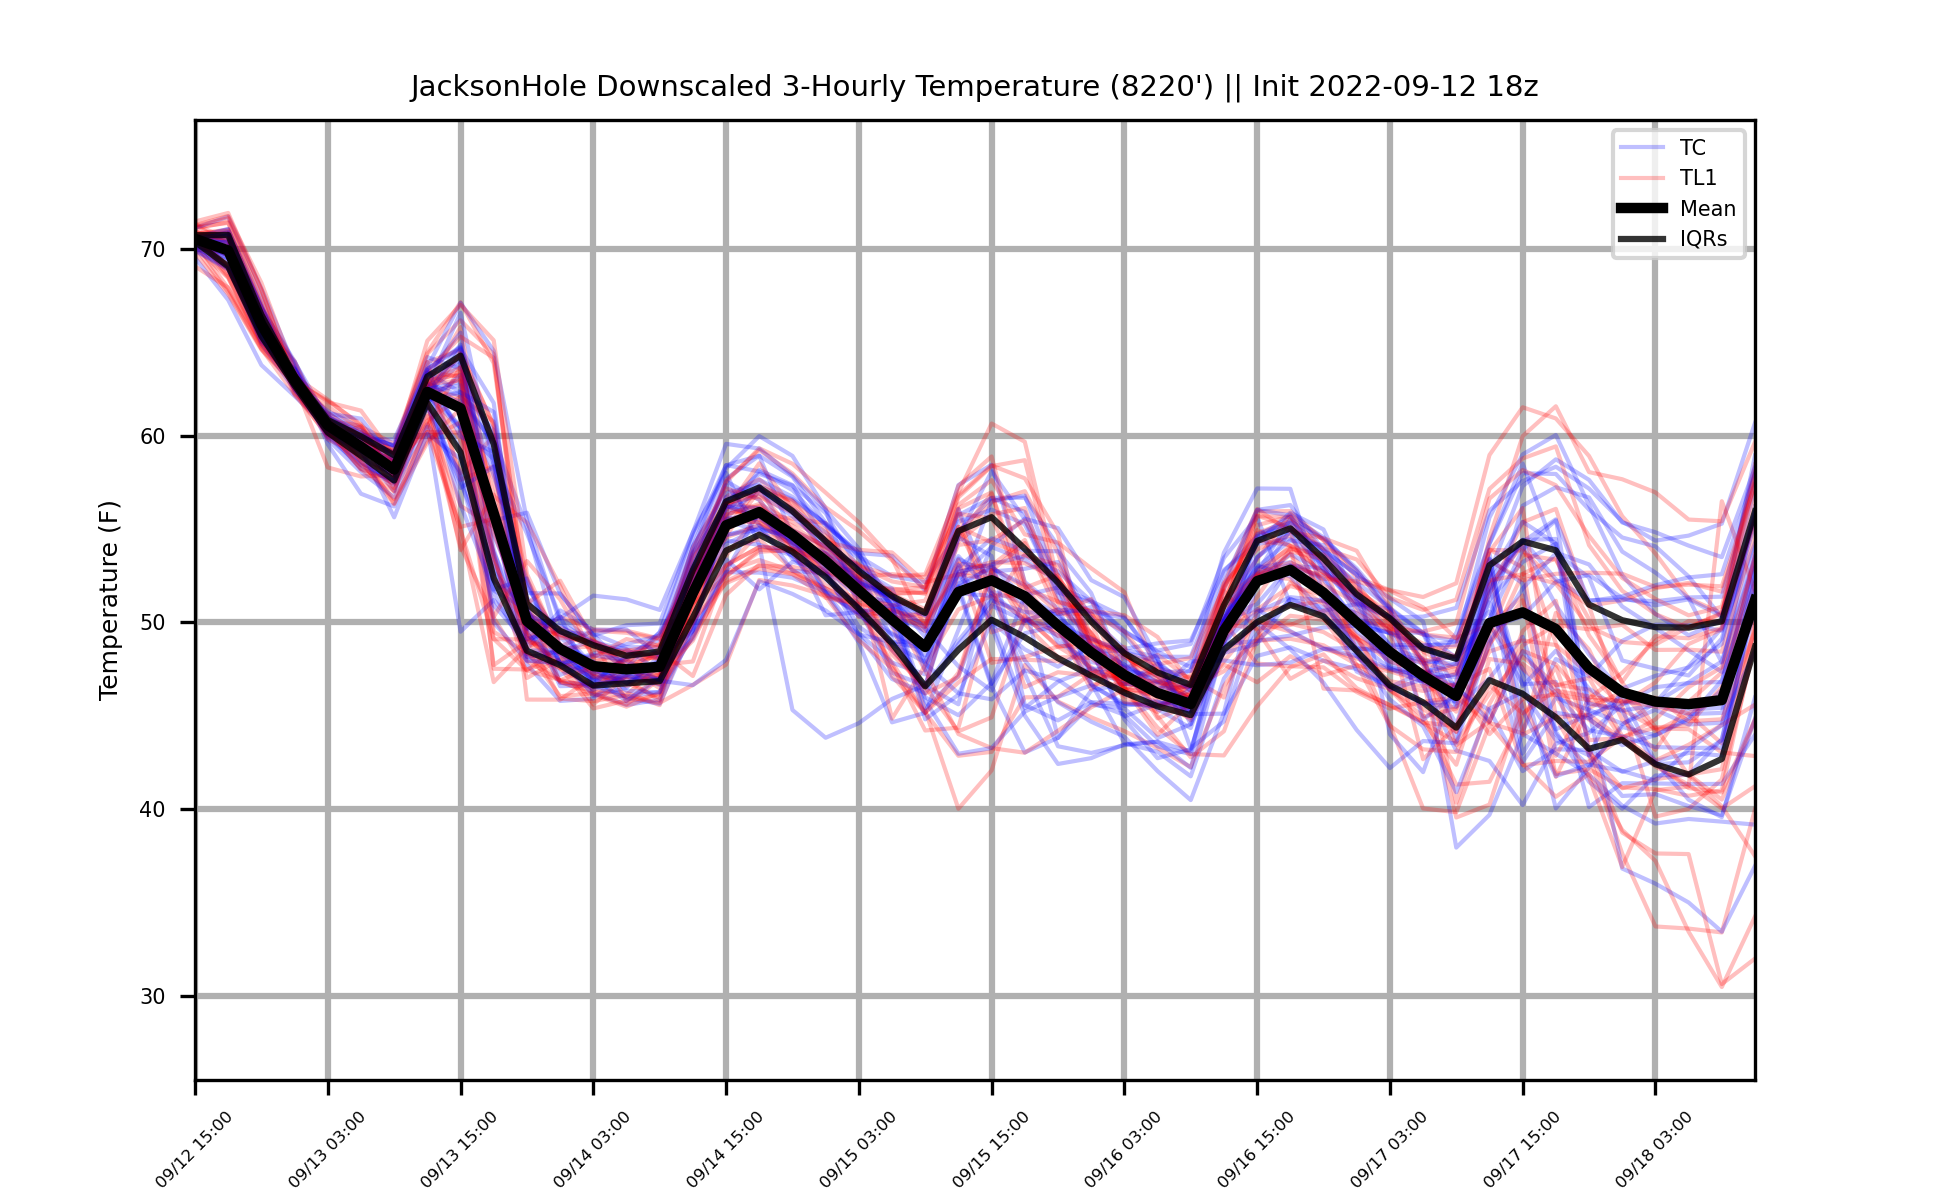 JacksonHole Downscaled 3-Hourly Temperature (8220') || Init 2022-09-12 18z
TC
TL1
Mean
IQRs
Temperature (F)
70
60
50
40
30
09/12 15:00
09/13 03:00
09/13 15:00
09/14 03:00
09/14 15:00
09/15 03:00
09/15 15:00
09/16 03:00
09/16 15:00
09/17 03:00
09/17 15:00
09/18 03:00